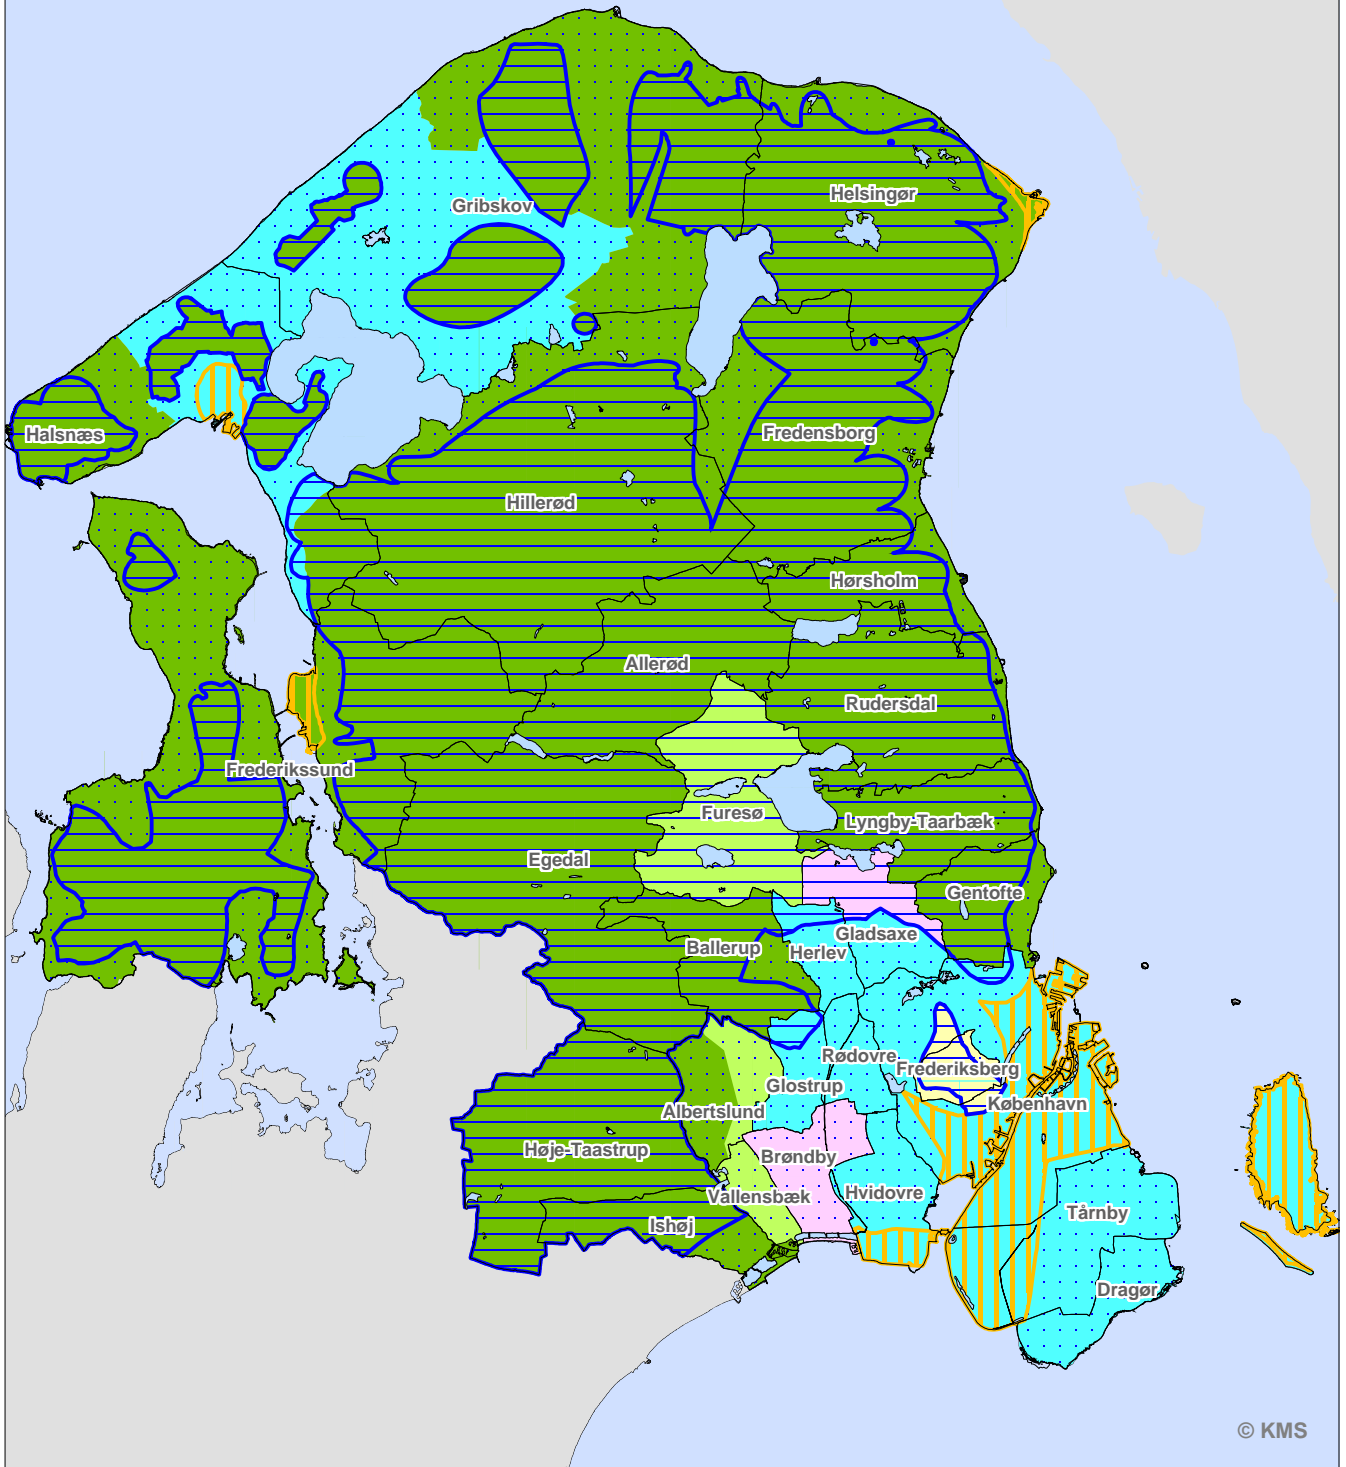 Helsingør
Gribskov
Halsnæs
Fredensborg
Hillerød
Hørsholm
Allerød
Rudersdal
Frederikssund
Furesø
Lyngby-Taarbæk
Egedal
Gentofte
Gladsaxe
Ballerup
Herlev
Rødovre
Frederiksberg
Glostrup
København
Albertslund
Høje-Taastrup
Brøndby
Vallensbæk
Hvidovre
Tårnby
Ishøj
Dragør
© KMS